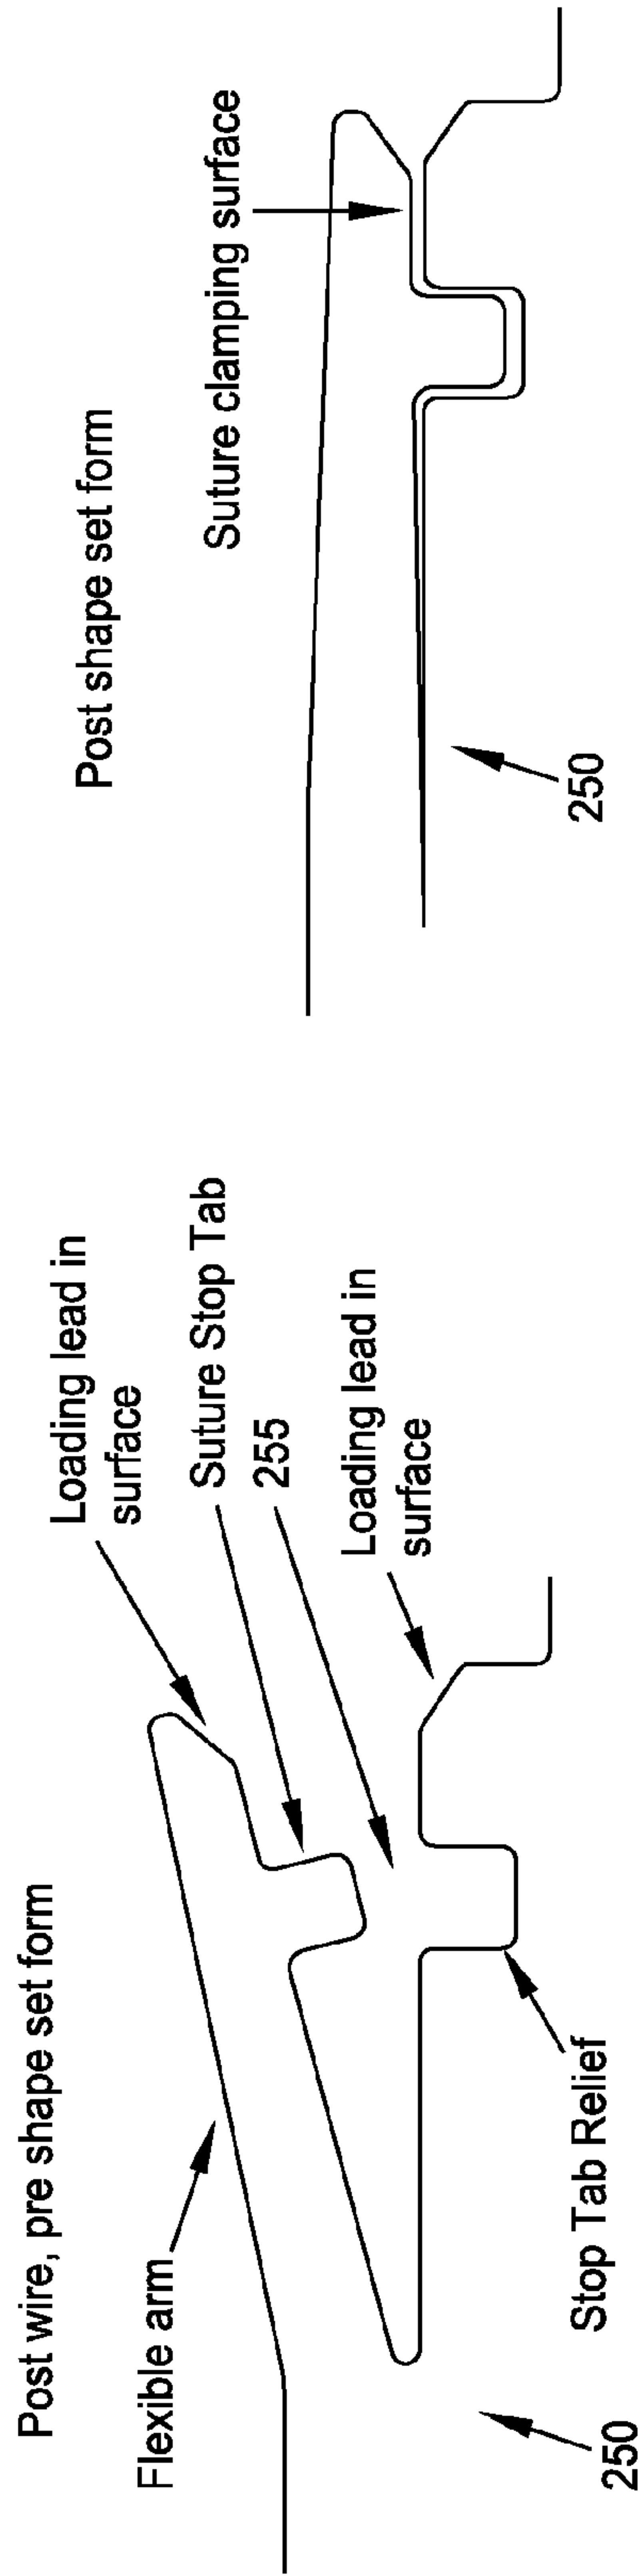 Post wire, pre shape set form
Flexible arm
Loading lead in
surface
Suture Stop Tab
255
Loading lead in
surface
Stop Tab Relief
250
Post shape set form
Suture clamping surface
250